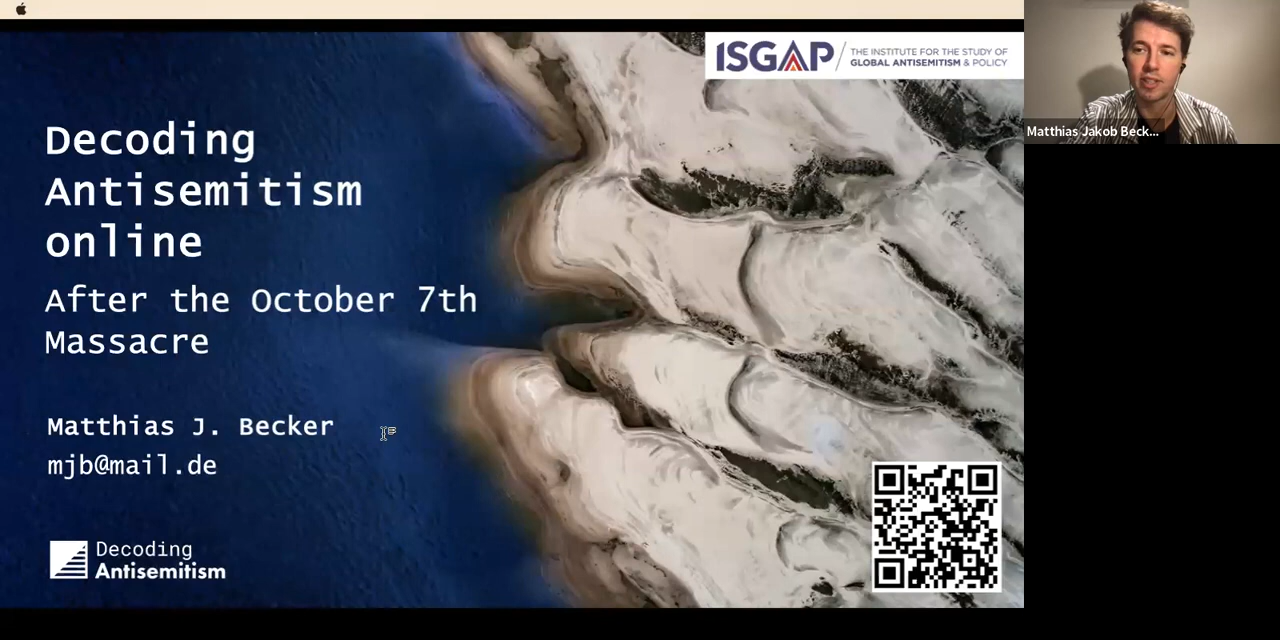 ISGAP
THE INSTITUTE FOR THE STUDY OF
GLOBAL ANTISEMITISM & POLICY
Matthias Jakob Beck...
Decoding
Antisemitism
online
After the October 7th
Massacre
Matthias J. Becker
mjb@mail.de
Decoding
Antisemitism